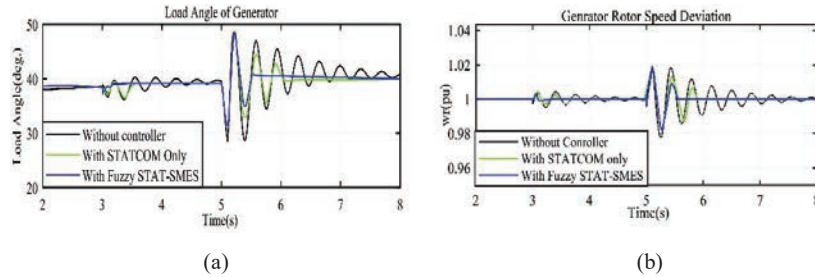 Load Angle of Generator
Load Angle(deg.)
50
40
30
20
Without controller
With STATCOM Only
With Fuzzy STAT-SMES
2 3 4 5 6 7 8
Time(s)
(a)
Genrator Rotor Speed Deviation
wr(pu)
1.04
1.02
1
0.98
0.96
Without Conroller
With STATCOM only
With Fuzzy STAT-SMES
2 3 4 5 6 7 8
Time(s)
(b)